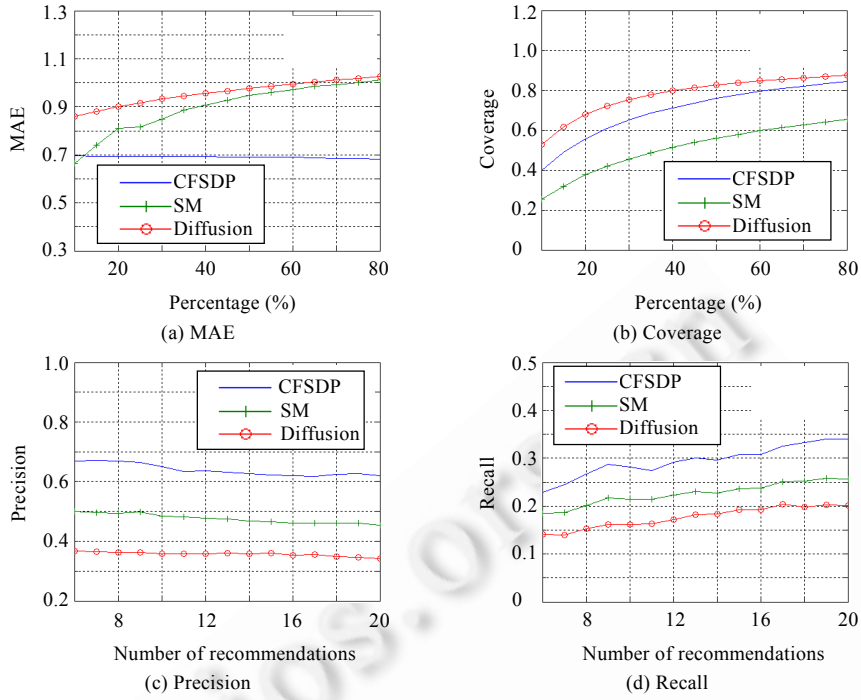 1.3
1.1
0.9
0.7
0.5
0.3
MAE
CFSDP
SM
Diffusion
20 40 60 80
Percentage (%)
(a) MAE
1.2
1.0
0.8
0.6
0.4
0.2
0
Coverage
CFSDP
SM
Diffusion
20 40 60 80
Percentage (%)
(b) Coverage
1.0
0.8
0.6
0.4
0.2
Precision
CFSDP
SM
Diffusion
8 12 16 20
Number of recommendations
(c) Precision
0.5
0.4
0.3
0.2
0.1
0
Recall
CFSDP
SM
Diffusion
8 12 16 20
Number of recommendations
(d) Recall